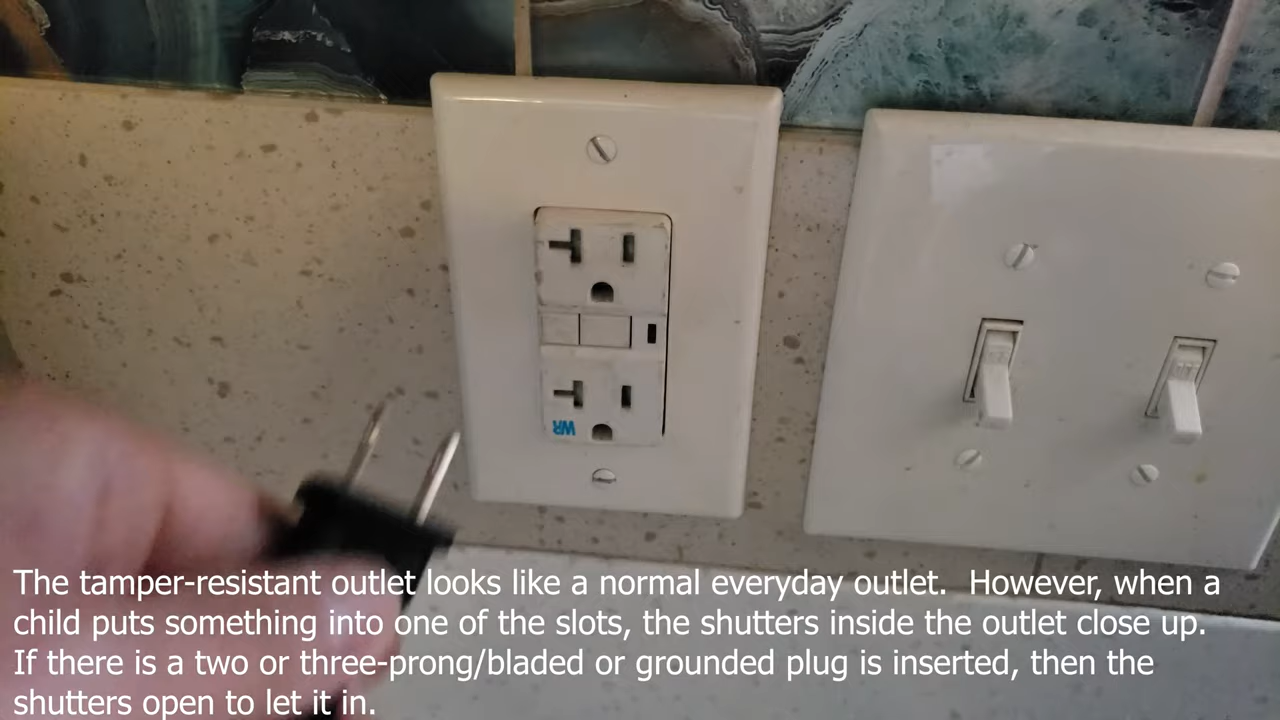 WR
The tamper-resistant outlet looks like a normal everyday outlet.  However, when a
child puts something into one of the slots, the shutters inside the outlet close up.
If there is a two or three-prong/bladed or grounded plug is inserted, then the
shutters open to let it in.